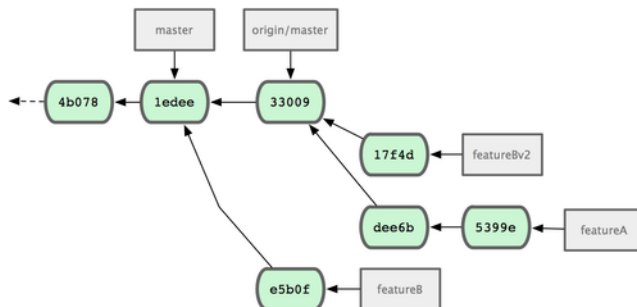 master
origin/master
4b078
1edee
33009
17f4d
featureBv2
dee6b
5399e
featureA
e5b0f
featureB